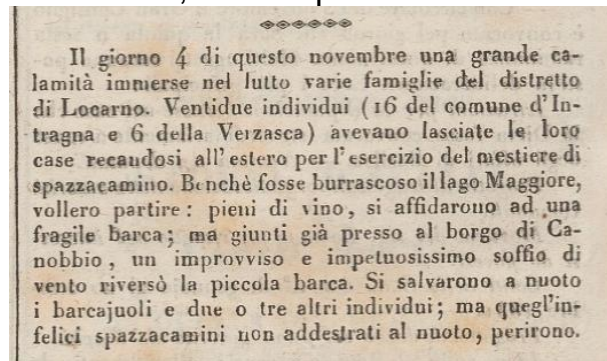 Il giorno 4 di questo novembre una grande ca-
lamità immerse nel lutto varie famiglie del distretto
di Locarno. Ventidue individui (16 del comune d'In-
tragna e 6 della Verzasca) avevano lasciate le loro
case recandosi all'estero per l'esercizio del mestiere di
spazzacamino. Benchè fosse burrascoso il lago Maggiore,
vollero partire: pieni di vino, si affidarono ad una
fragile barca; ma giunti già presso al borgo di Ca-
nobbio, un improvviso e impetuosissimo soffio di
vento riversò la piccola barca. Si salvarono a nuoto
i barcajuoli e due o tre altri individui; ma quegl'in-
felici spazzacamini non addestrati al nuoto, perirono.